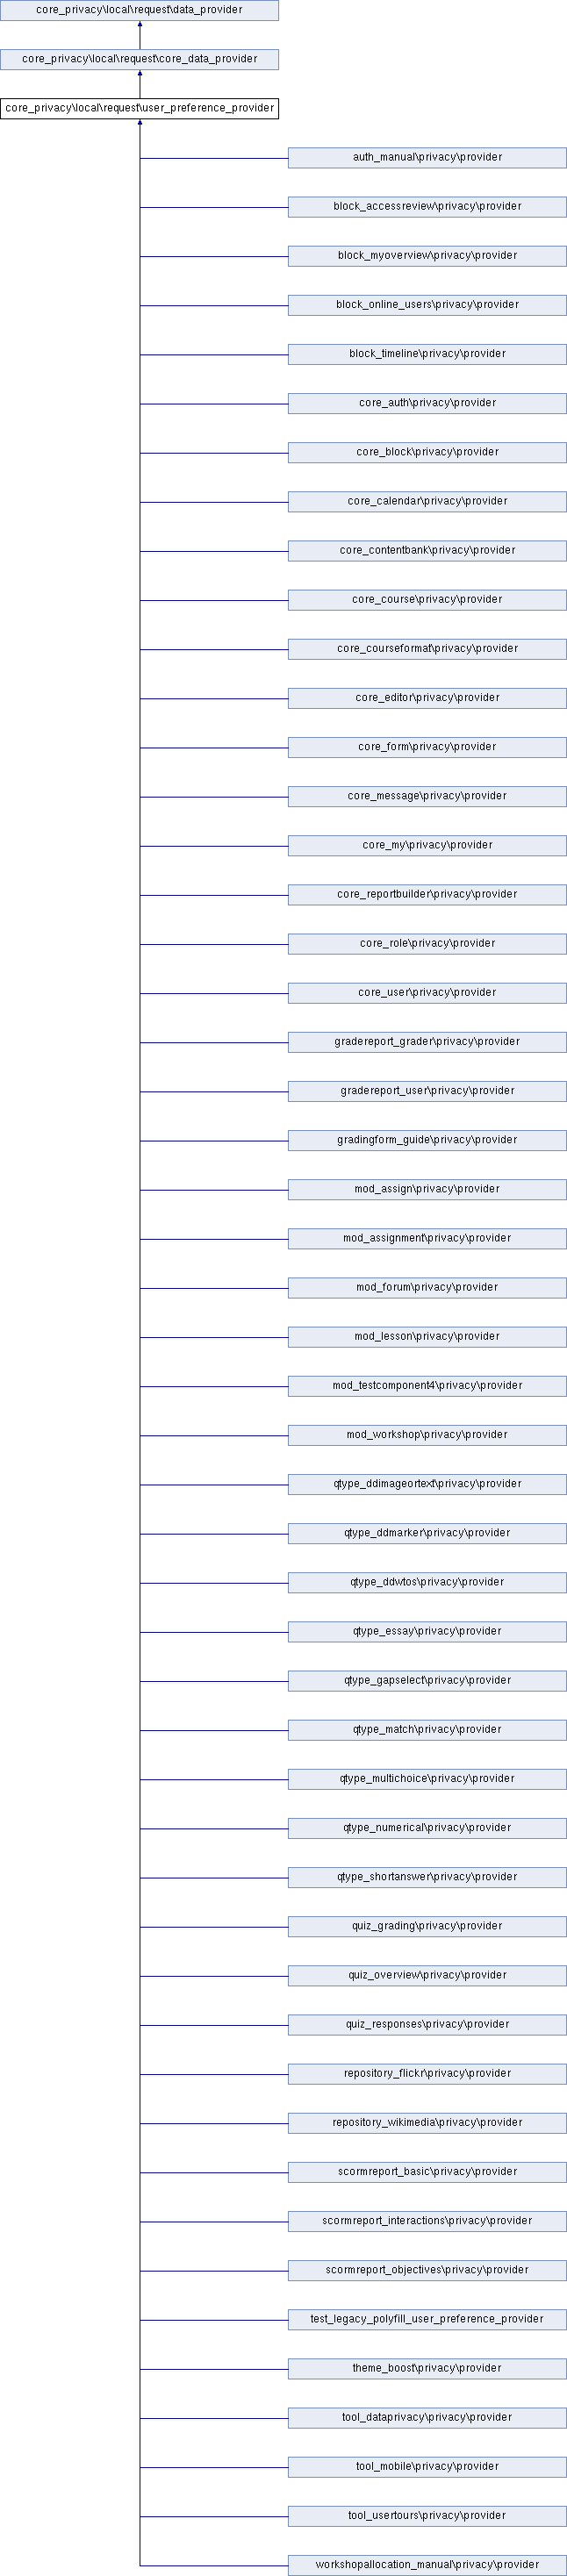 core_privacy\local\request\data_provider
core_privacy\local\request\core_data_provider
core_privacy\local\request\user_preference_provider
auth_manual\privacy\provider
block_accessreview\privacy\provider
block_myoverview\privacy\provider
block_online_users\privacy\provider
block_timeline\privacy\provider
core_auth\privacy\provider
core_block\privacy\provider
core_calendar\privacy\provider
core_contentbank\privacy\provider
core_course\privacy\provider
core_courseformat\privacy\provider
core_editor\privacy\provider
core_form\privacy\provider
core_message\privacy\provider
core_my\privacy\provider
core_reportbuilder\privacy\provider
core_role\privacy\provider
core_user\privacy\provider
gradereport_grader\privacy\provider
gradereport_user\privacy\provider
gradingform_guide\privacy\provider
mod_assign\privacy\provider
mod_assignment\privacy\provider
mod_forum\privacy\provider
mod_lesson\privacy\provider
mod_testcomponent4\privacy\provider
mod_workshop\privacy\provider
qtype_ddimageortext\privacy\provider
qtype_ddmarker\privacy\provider
qtype_ddwtos\privacy\provider
qtype_essay\privacy\provider
qtype_gapselect\privacy\provider
qtype_match\privacy\provider
qtype_multichoice\privacy\provider
qtype_numerical\privacy\provider
qtype_shortanswer\privacy\provider
quiz_grading\privacy\provider
quiz_overview\privacy\provider
quiz_responses\privacy\provider
repository_flickr\privacy\provider
repository_wikimedia\privacy\provider
scormreport_basic\privacy\provider
scormreport_interactions\privacy\provider
scormreport_objectives\privacy\provider
test_legacy_polyfill_user_preference_provider
theme_boost\privacy\provider
tool_dataprivacy\privacy\provider
tool_mobile\privacy\provider
tool_usertours\privacy\provider
workshopallocation_manual\privacy\provider